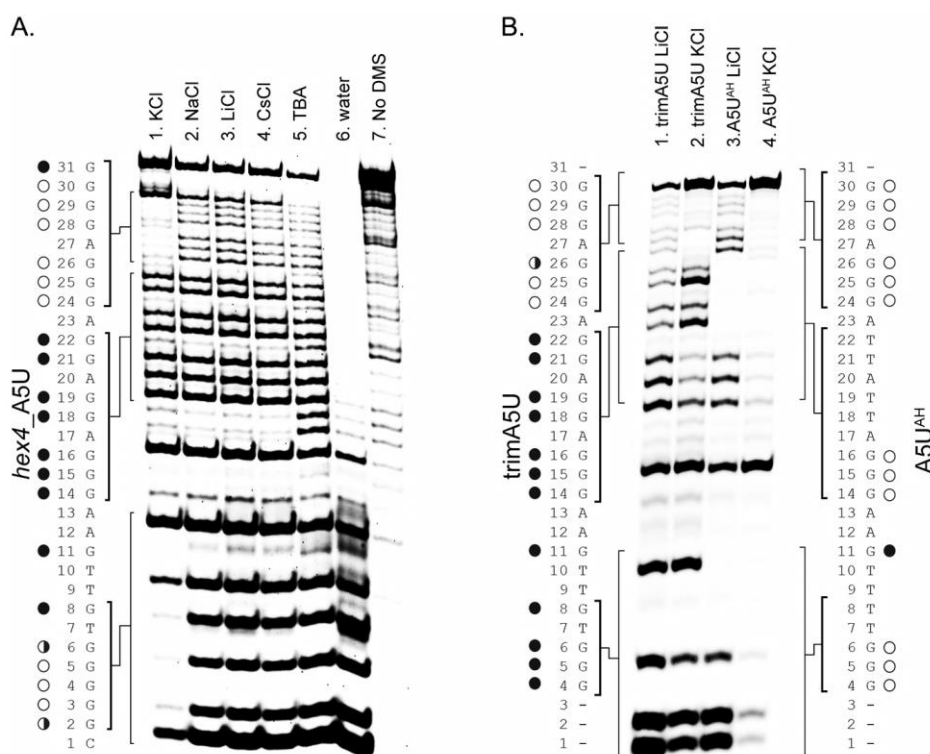 A.
1. KCl
2. NaCl
3. LiCl
4. CsCl
5. TBA
6. water
7. No DMS
hex4_A5U
31 G
30 G
29 G
28 G
27 A
26 G
25 G
24 G
23 A
22 G
21 G
20 A
19 G
18 G
17 A
16 G
15 G
14 G
13 A
12 A
11 G
10 T
9 T
8 G
7 T
6 G
5 G
4 G
3 G
2 G
1 C
B.
1. trimA5U LiCl
2. trimA5U KCl
3. A5U^AH LiCl
4. A5U^AH KCl
trimA5U
31 -
30 G
29 G
28 G
27 A
26 G
25 G
24 G
23 A
22 G
21 G
20 A
19 G
18 G
17 A
16 G
15 G
14 G
13 A
12 A
11 G
10 T
9 T
8 G
7 T
6 G
5 G
4 G
3 -
2 -
1 -
31 -
30 G
29 G
28 G
27 A
26 G
25 G
24 G
23 A
22 T
21 T
20 A
19 T
18 T
17 A
16 G
15 G
14 G
13 A
12 A
11 G
10 T
9 T
8 T
7 T
6 G
5 G
4 G
3 -
2 -
1 -
A5U^AH